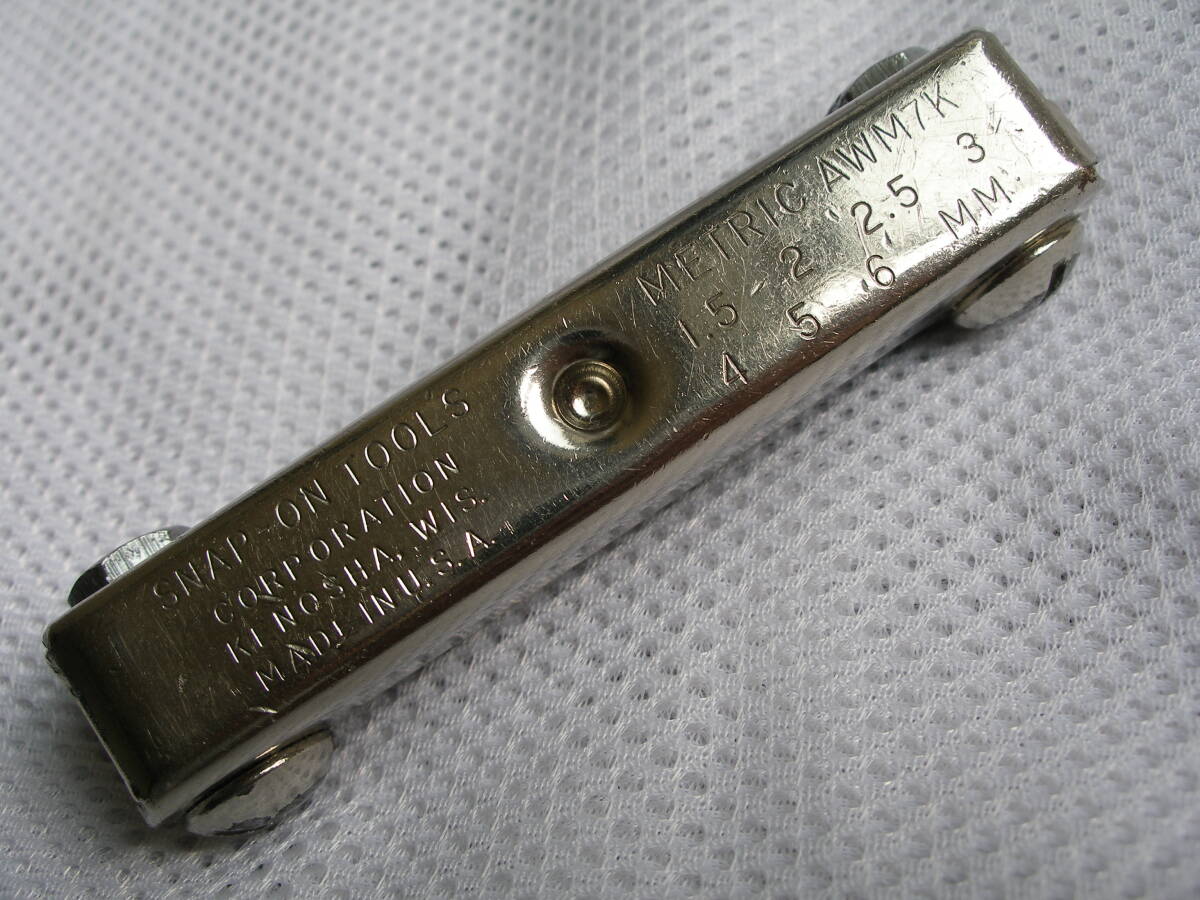 SNAP-ON TOOLS
CORPORATION
KENOSHA, WIS.
MADE IN U.S.A.
METRIC AWM7K
1.5 2 2.5 3
4 5 6 MM.